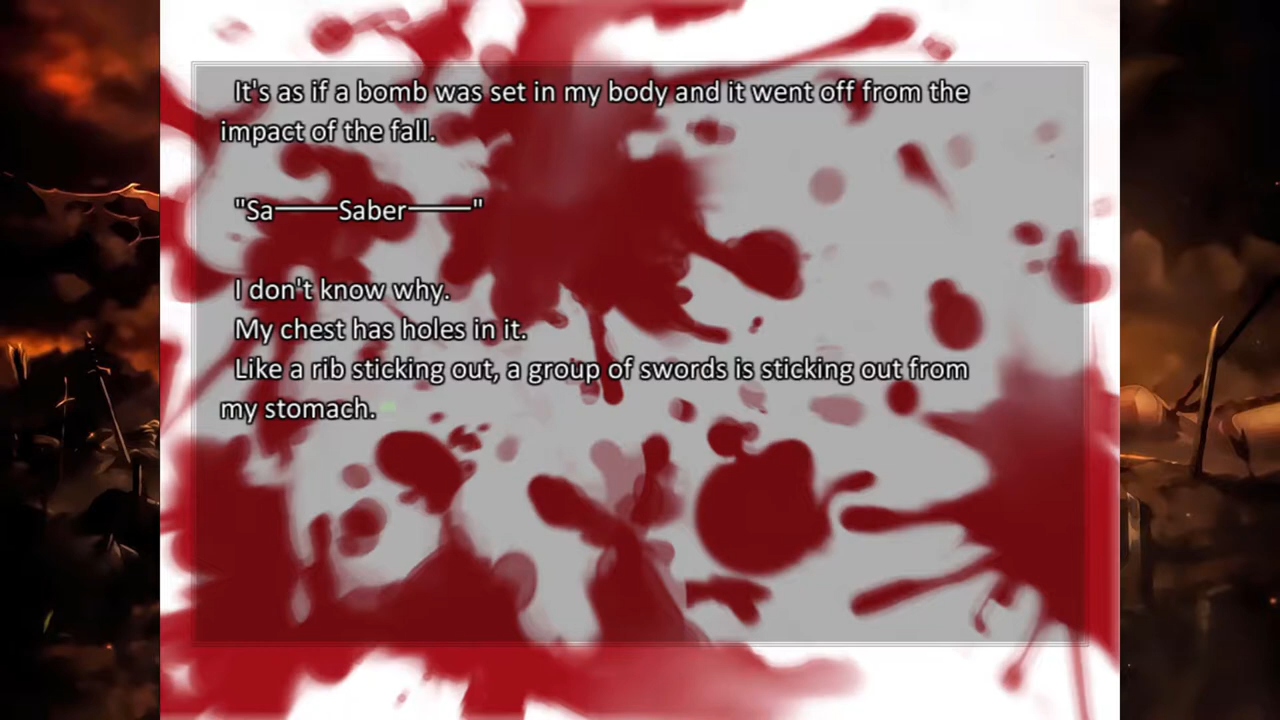 It's as if a bomb was set in my body and it went off from the
impact of the fall.
"Sa───Saber───"
I don't know why.
My chest has holes in it.
Like a rib sticking out, a group of swords is sticking out from
my stomach.